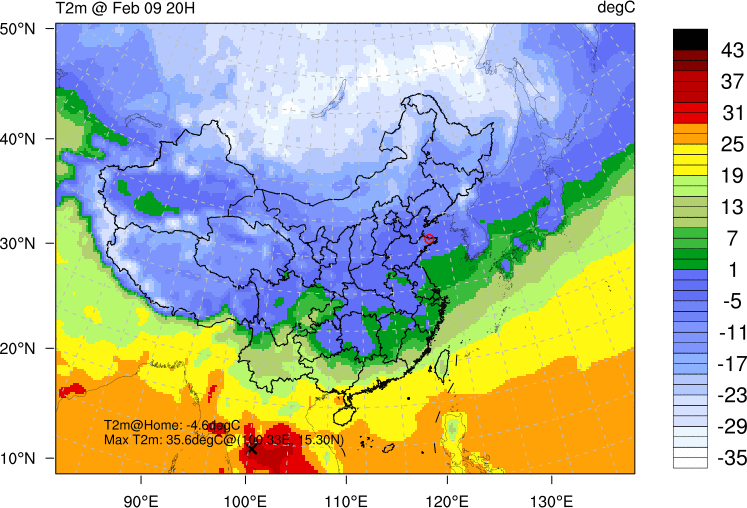 T2m @ Feb 09 20H
degC
50°N
40°N
30°N
20°N
10°N
90°E
100°E
110°E
120°E
130°E
43
37
31
25
19
13
7
1
-5
-11
-17
-23
-29
-35
T2m@Home: -4.6degC
Max T2m: 35.6degC@(100.33E, 15.30N)